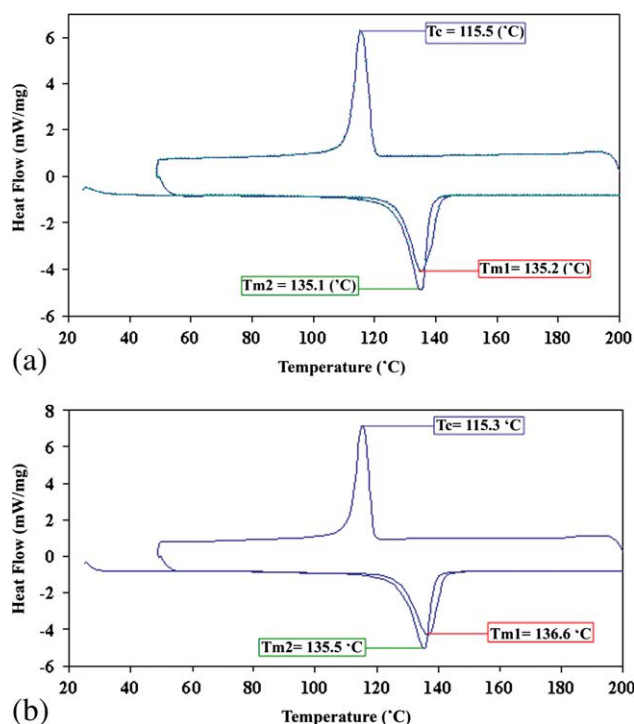 6
4
2
0
-2
-4
-6
Heat Flow (mW/mg)
Tc = 115.5 (˚C)
Tm1= 135.2 (˚C)
Tm2 = 135.1 (˚C)
20 40 60 80 100 120 140 160 180 200
Temperature (˚C)
(a)
8
6
4
2
0
-2
-4
-6
Heat Flow (mW/mg)
Tc= 115.3 ˚C
Tm1= 136.6 ˚C
Tm2= 135.5 ˚C
20 40 60 80 100 120 140 160 180 200
Temperature (˚C)
(b)